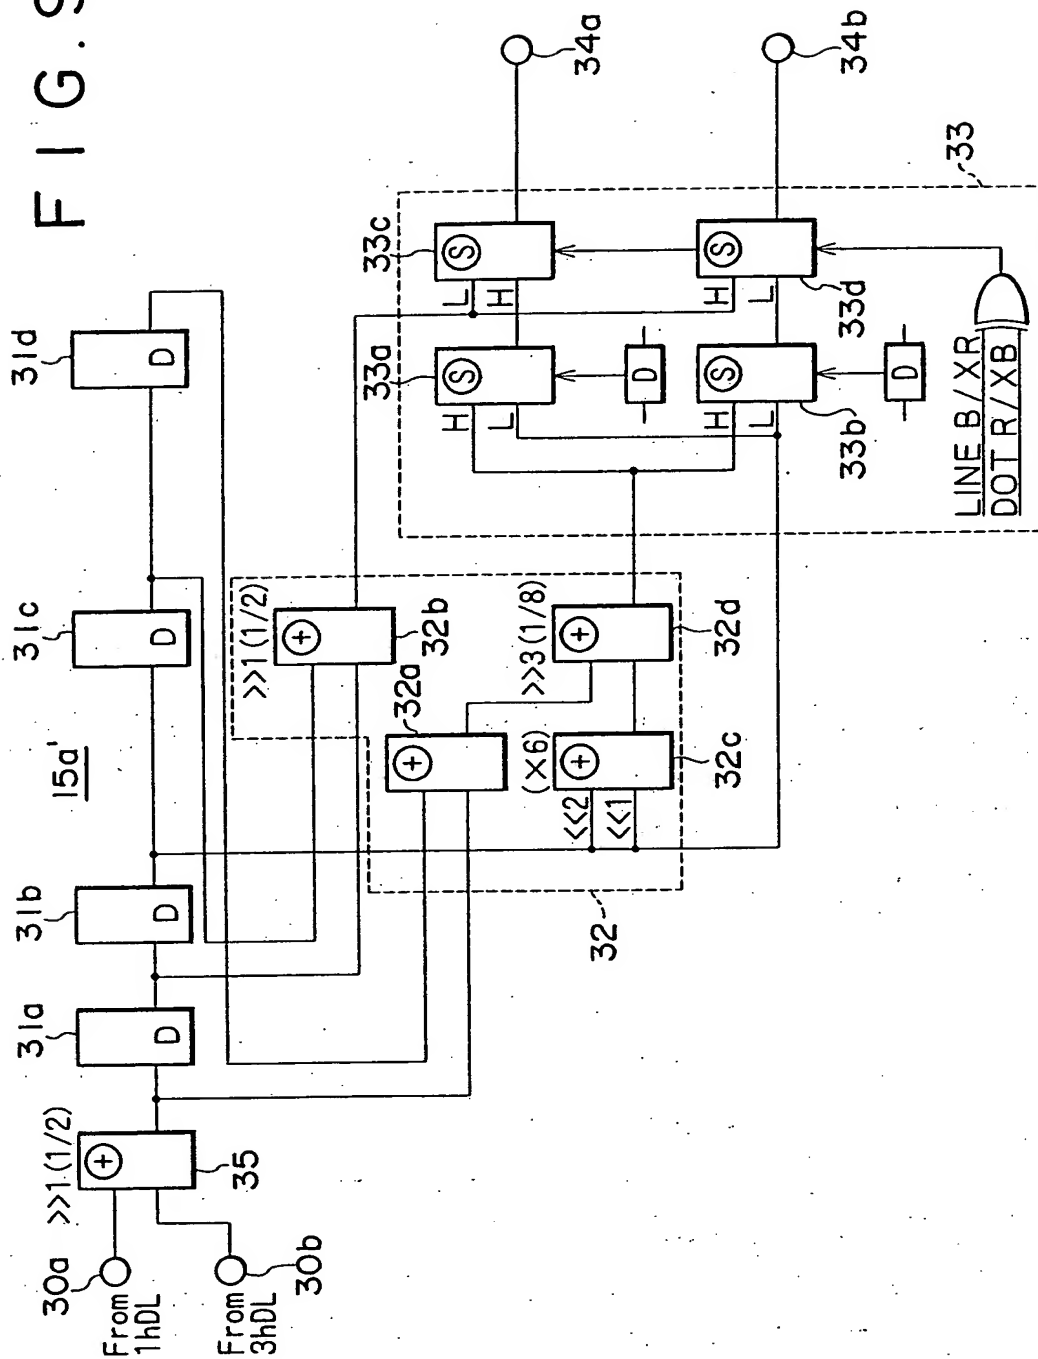 FIG. 9
15a'
30a
From
1hDL
30b
From
3hDL
>>1 (1/2)
+
35
31a
D
31b
D
31c
D
31d
D
>>1 (1/2)
+
32b
32a
+
(×6)
+
<<2
<<1
32c
>>3 (1/8)
+
32d
32
33a
S
H
L
33c
S
L
H
33b
S
H
L
33d
S
H
L
D
D
LINE B/XR
DOT R/XB
33
34a
34b